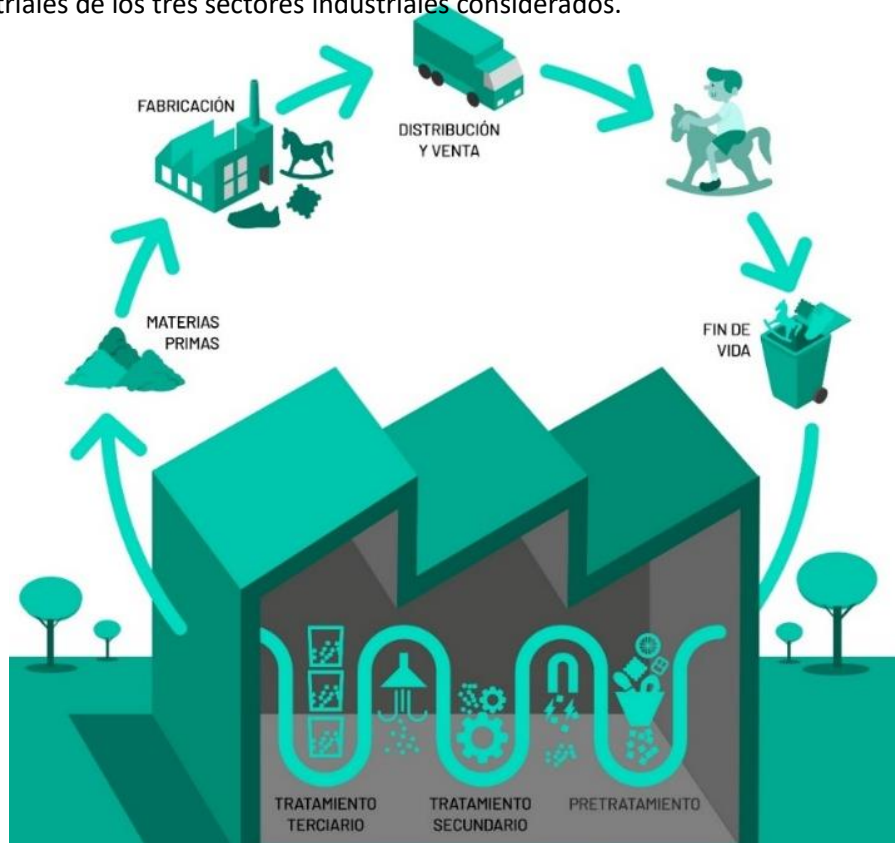 triales de los tres sectores industriales considerados.
FABRICACIÓN
DISTRIBUCIÓN
Y VENTA
MATERIAS
PRIMAS
FIN DE
VIDA
TRATAMIENTO
TERCIARIO
TRATAMIENTO
SECUNDARIO
PRETRATAMIENTO